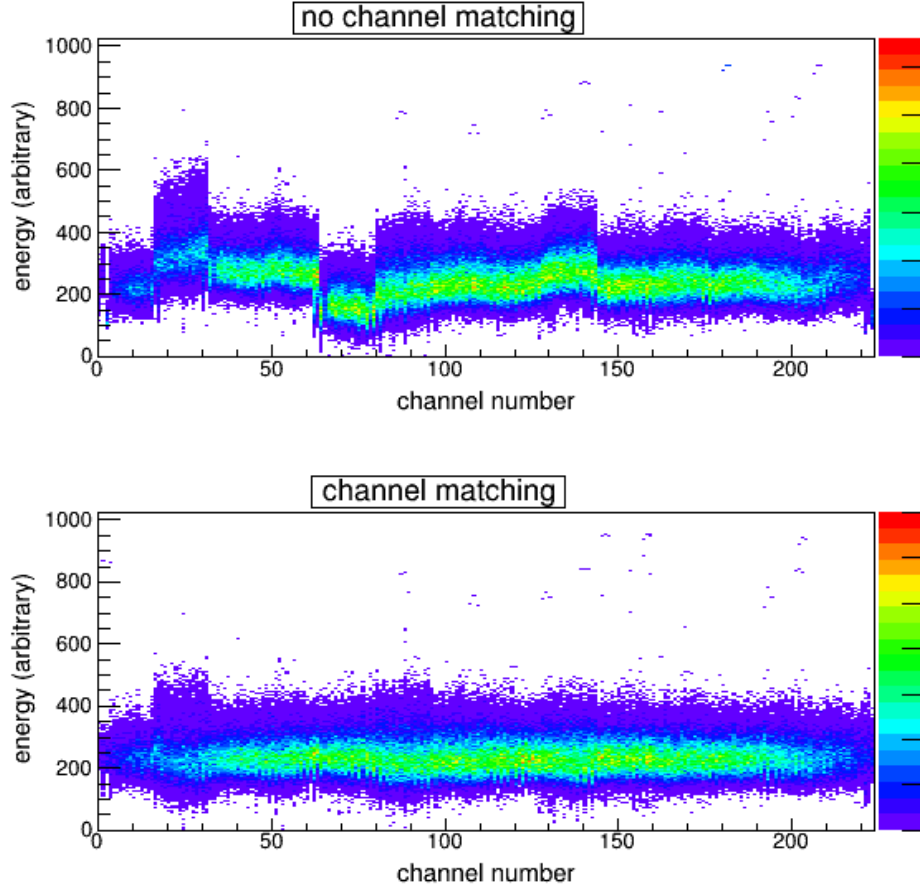 no channel matching
energy (arbitrary)
1000
800
600
400
200
0
0 50 100 150 200
channel number
channel matching
energy (arbitrary)
1000
800
600
400
200
0
0 50 100 150 200
channel number